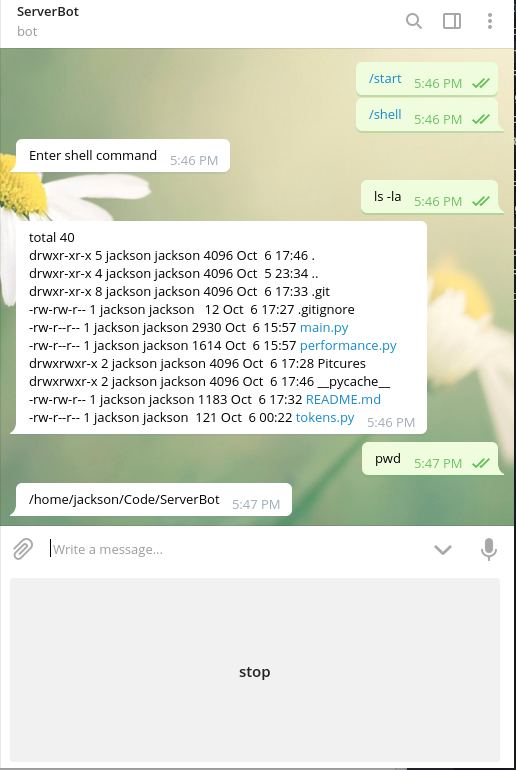 ServerBot
bot
/start 5:46 PM
/shell 5:46 PM
Enter shell command 5:46 PM
ls -la 5:46 PM
total 40
drwxr-xr-x 5 jackson jackson 4096 Oct  6 17:46 .
drwxr-xr-x 4 jackson jackson 4096 Oct  5 23:34 ..
drwxr-xr-x 8 jackson jackson 4096 Oct  6 17:33 .git
-rw-rw-r-- 1 jackson jackson   12 Oct  6 17:27 .gitignore
-rw-r--r-- 1 jackson jackson 2930 Oct  6 15:57 main.py
-rw-r--r-- 1 jackson jackson 1614 Oct  6 15:57 performance.py
drwxrwxr-x 2 jackson jackson 4096 Oct  6 17:28 Pitcures
drwxrwxr-x 2 jackson jackson 4096 Oct  6 17:46 __pycache__
-rw-rw-r-- 1 jackson jackson 1183 Oct  6 17:32 README.md
-rw-r--r-- 1 jackson jackson  121 Oct  6 00:22 tokens.py 5:46 PM
pwd 5:47 PM
/home/jackson/Code/ServerBot 5:47 PM
Write a message...
stop